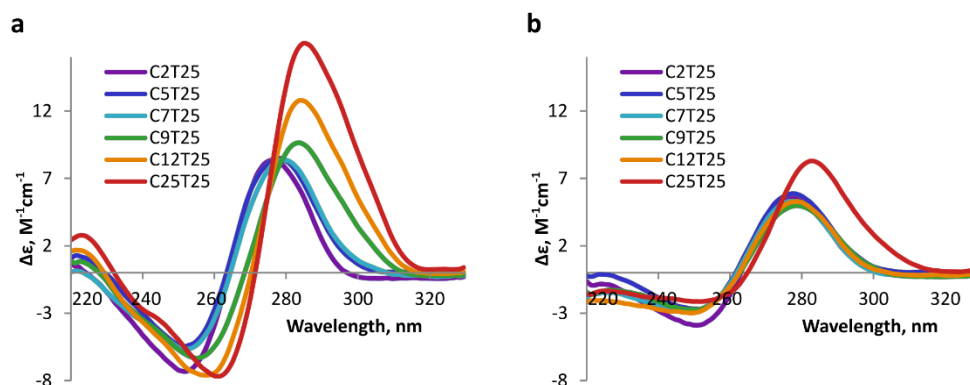 a
C2T25
C5T25
C7T25
C9T25
C12T25
C25T25
12
7
2
-3
-8
220 240 260 280 300 320
Δε, M⁻¹cm⁻¹
Wavelength, nm
b
C2T25
C5T25
C7T25
C9T25
C12T25
C25T25
12
7
2
-3
-8
220 240 260 280 300 320
Δε, M⁻¹cm⁻¹
Wavelength, nm